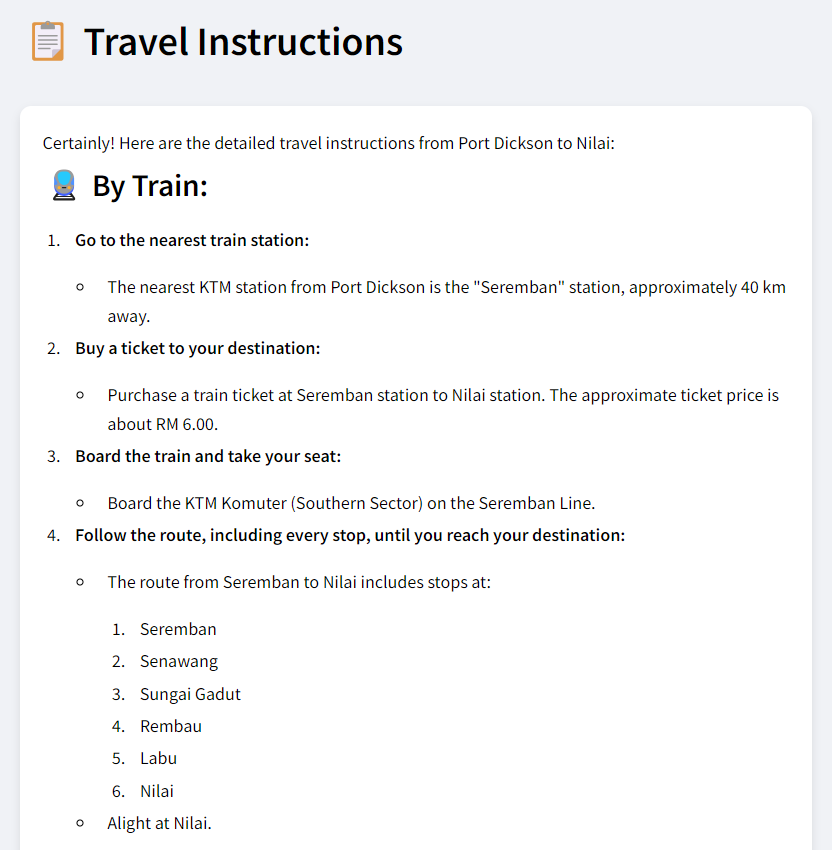 Travel Instructions
Certainly! Here are the detailed travel instructions from Port Dickson to Nilai:
By Train:
1. Go to the nearest train station:
The nearest KTM station from Port Dickson is the "Seremban" station, approximately 40 km
away.
2. Buy a ticket to your destination:
Purchase a train ticket at Seremban station to Nilai station. The approximate ticket price is
about RM 6.00.
3. Board the train and take your seat:
Board the KTM Komuter (Southern Sector) on the Seremban Line.
4. Follow the route, including every stop, until you reach your destination:
The route from Seremban to Nilai includes stops at:
1. Seremban
2. Senawang
3. Sungai Gadut
4. Rembau
5. Labu
6. Nilai
Alight at Nilai.